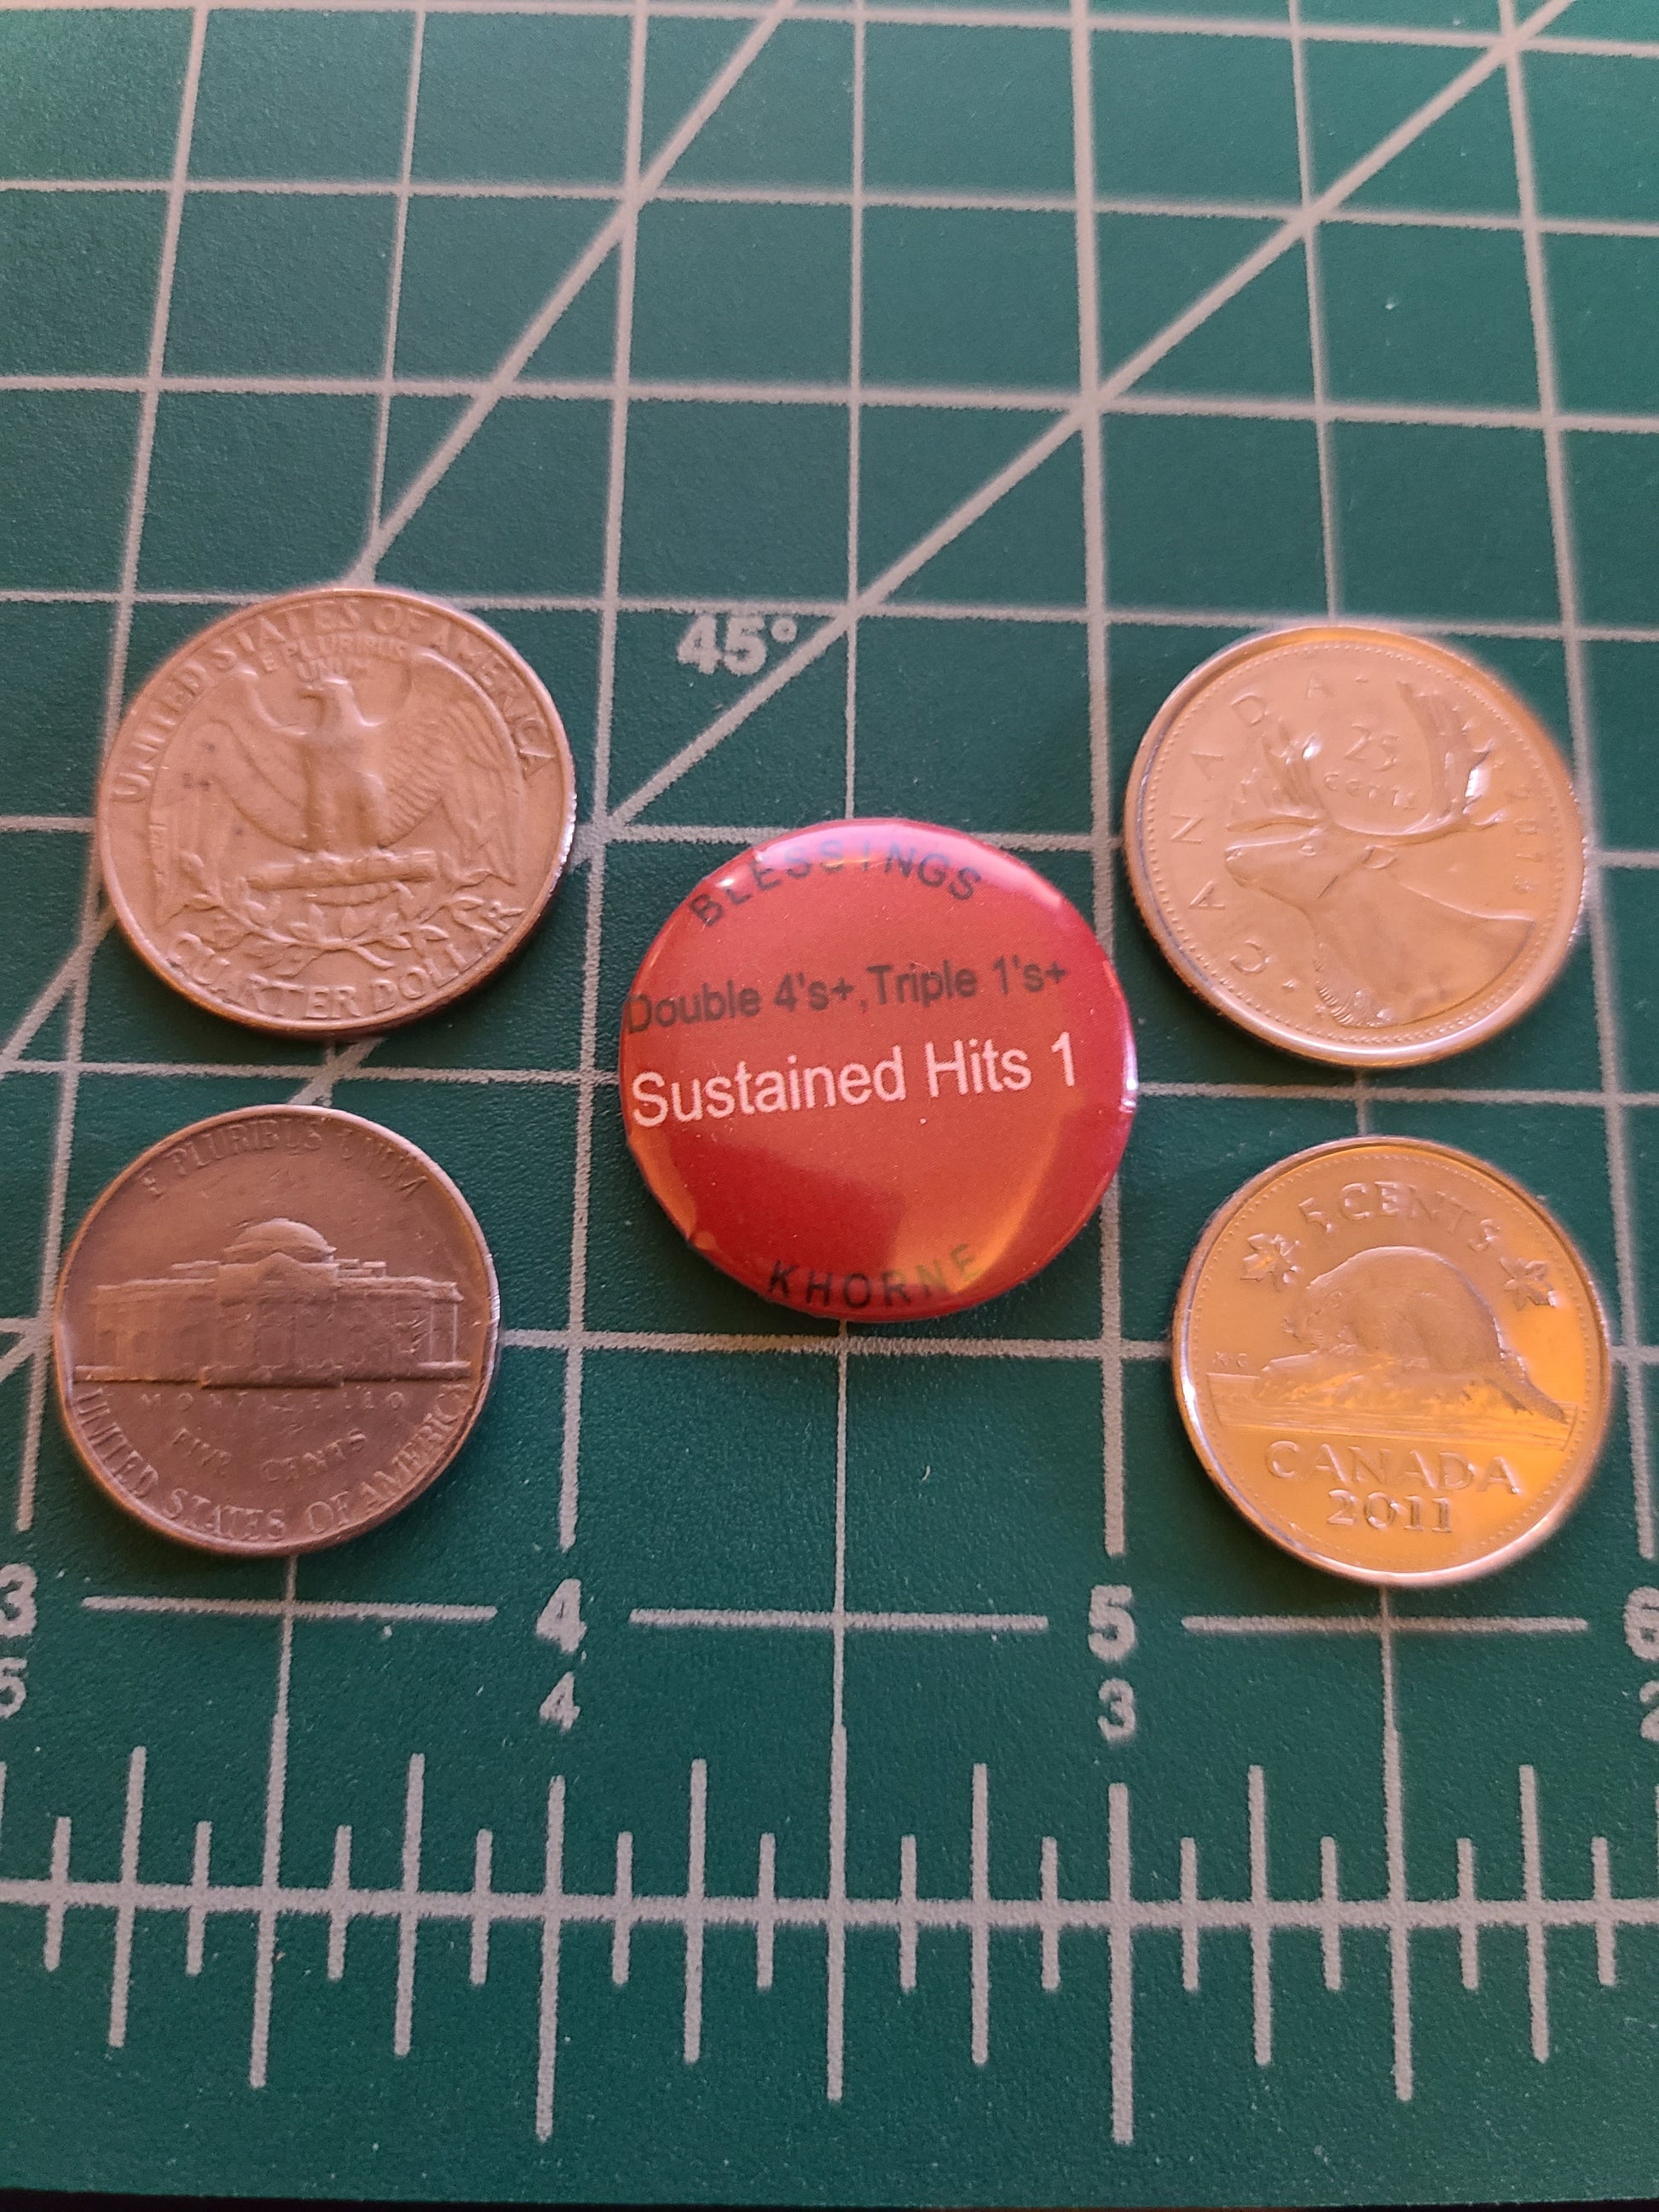 45°
UNITED STATES OF AMERICA
E PLURIBUS
UNUM
QUARTER DOLLAR
CANADA
25
cents
BLESSINGS
Double 4's+,Triple 1's+
Sustained Hits 1
KHORNE
E PLURIBUS UNUM
MONTICELLO
FIVE CENTS
UNITED STATES OF AMERICA
5 CENTS
CANADA
2011
3 4 5 6
5 4 3 2